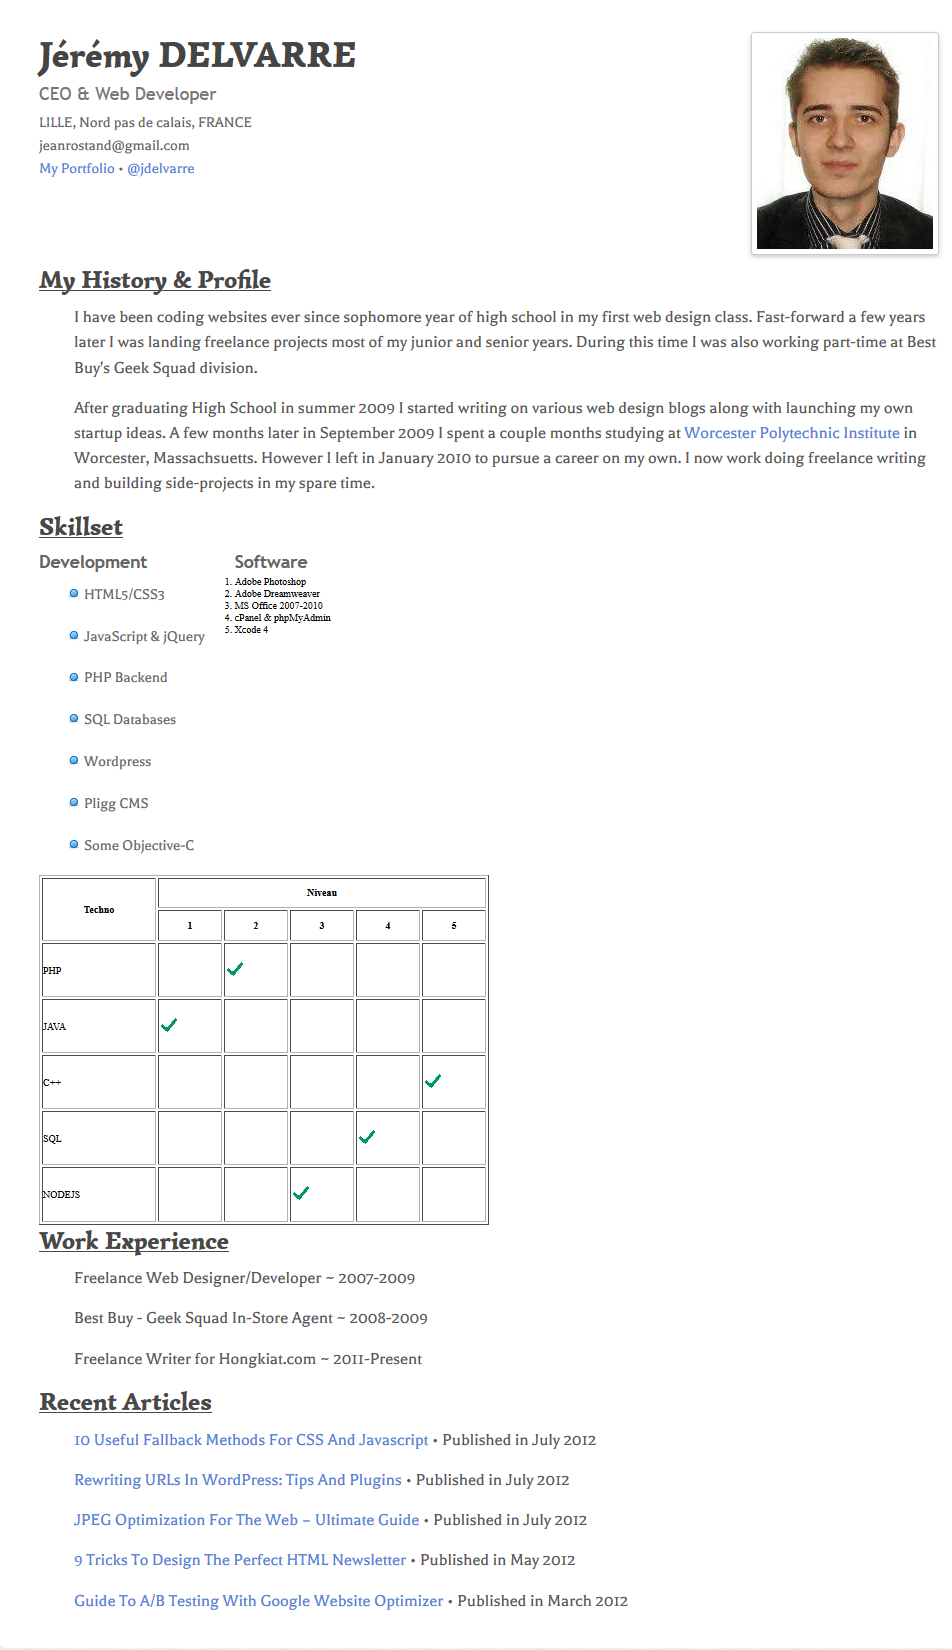 Jérémy DELVARRE
CEO & Web Developer
LILLE, Nord pas de calais, FRANCE
jeanrostand@gmail.com
My Portfolio • @jdelvarre
My History & Profile
I have been coding websites ever since sophomore year of high school in my first web design class. Fast-forward a few years
later I was landing freelance projects most of my junior and senior years. During this time I was also working part-time at Best
Buy's Geek Squad division.
After graduating High School in summer 2009 I started writing on various web design blogs along with launching my own
startup ideas. A few months later in September 2009 I spent a couple months studying at Worcester Polytechnic Institute in
Worcester, Massachsuetts. However I left in January 2010 to pursue a career on my own. I now work doing freelance writing
and building side-projects in my spare time.
Skillset
Development
HTML5/CSS3
JavaScript & jQuery
PHP Backend
SQL Databases
Wordpress
Pligg CMS
Some Objective-C
Software
1. Adobe Photoshop
2. Adobe Dreamweaver
3. MS Office 2007-2010
4. cPanel & phpMyAdmin
5. Xcode 4
Techno Niveau
1 2 3 4 5
PHP
JAVA
C++
SQL
NODEJS
Work Experience
Freelance Web Designer/Developer ~ 2007-2009
Best Buy - Geek Squad In-Store Agent ~ 2008-2009
Freelance Writer for Hongkiat.com ~ 2011-Present
Recent Articles
10 Useful Fallback Methods For CSS And Javascript • Published in July 2012
Rewriting URLs In WordPress: Tips And Plugins • Published in July 2012
JPEG Optimization For The Web – Ultimate Guide • Published in July 2012
9 Tricks To Design The Perfect HTML Newsletter • Published in May 2012
Guide To A/B Testing With Google Website Optimizer • Published in March 2012